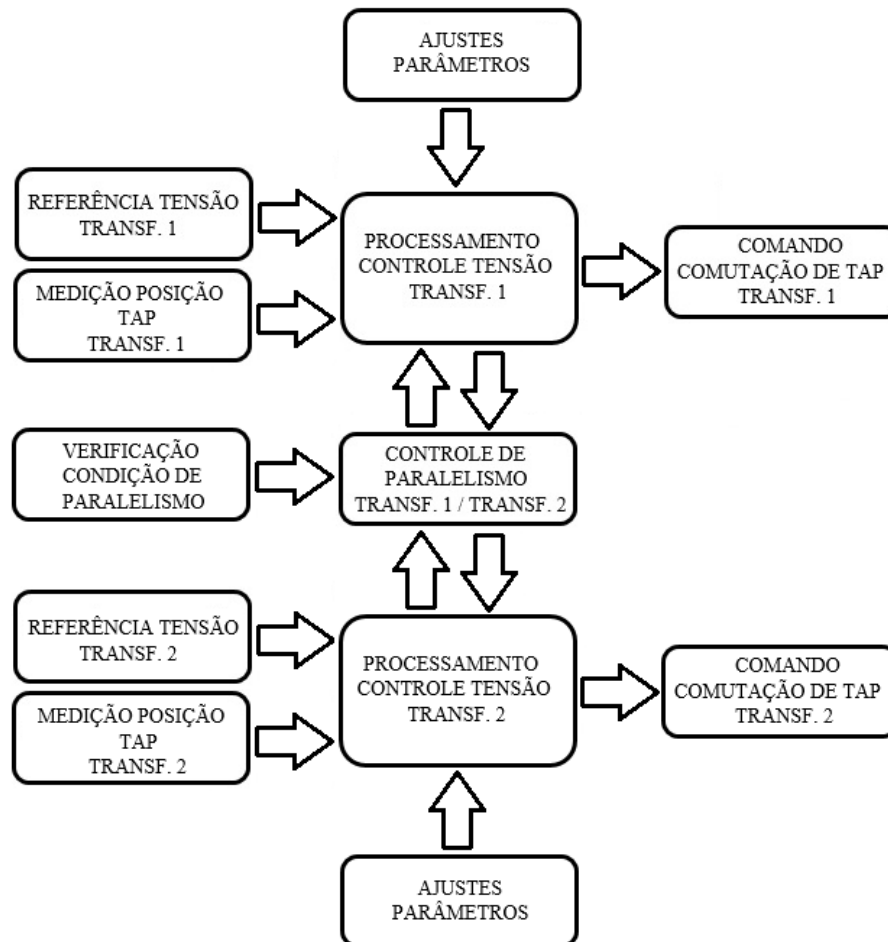 AJUSTES
PARÂMETROS
REFERÊNCIA TENSÃO
TRANSF. 1
MEDIÇÃO POSIÇÃO
TAP
TRANSF. 1
PROCESSAMENTO
CONTROLE TENSÃO
TRANSF. 1
COMANDO
COMUTAÇÃO DE TAP
TRANSF. 1
VERIFICAÇÃO
CONDIÇÃO DE
PARALELISMO
CONTROLE DE
PARALELISMO
TRANSF. 1 / TRANSF. 2
REFERÊNCIA TENSÃO
TRANSF. 2
MEDIÇÃO POSIÇÃO
TAP
TRANSF. 2
PROCESSAMENTO
CONTROLE TENSÃO
TRANSF. 2
COMANDO
COMUTAÇÃO DE TAP
TRANSF. 2
AJUSTES
PARÂMETROS